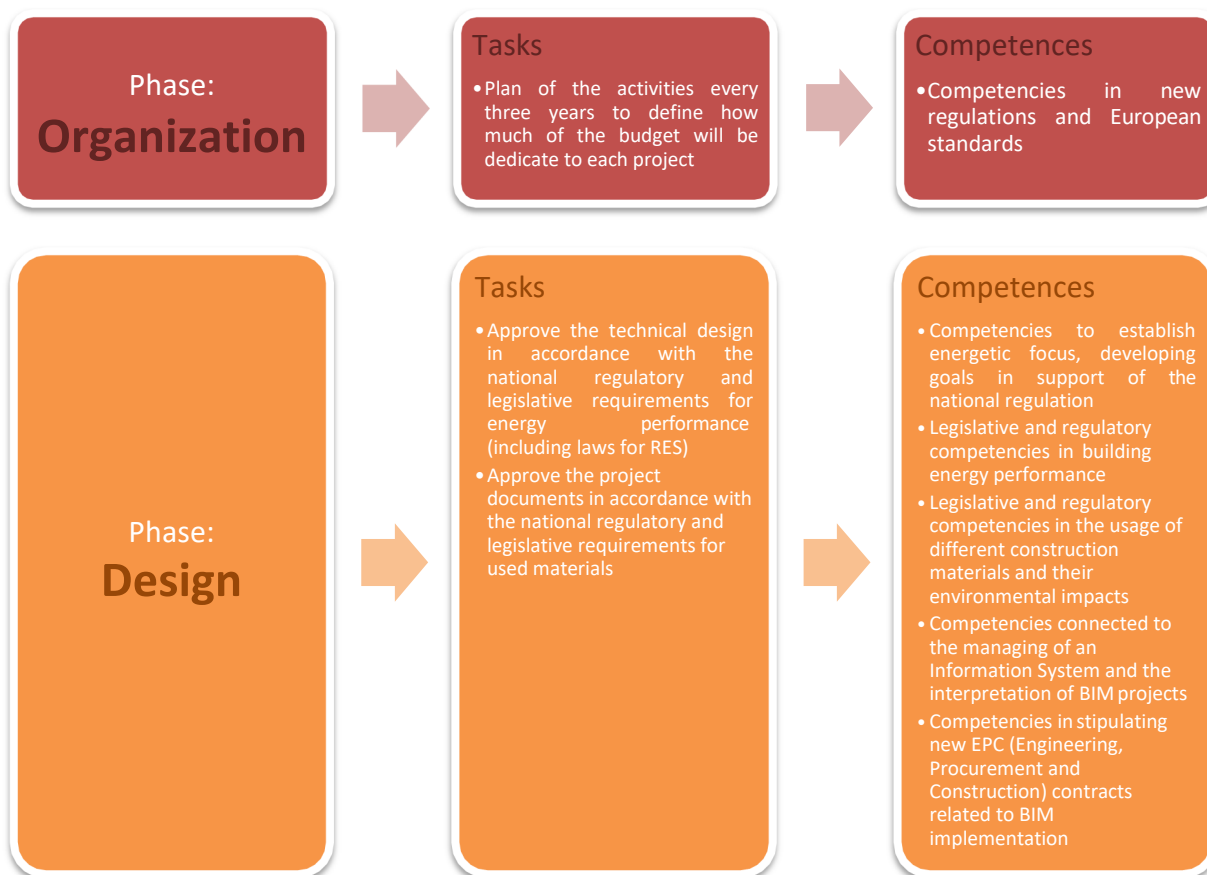 Phase:
Organization
Tasks
•Plan of the activities every
three years to define how
much of the budget will be
dedicate to each project
Competences
•Competencies in new
regulations and European
standards
Phase:
Design
Tasks
•Approve the technical design
in accordance with the
national regulatory and
legislative requirements for
energy performance
(including laws for RES)
•Approve the project
documents in accordance with
the national regulatory and
legislative requirements for
used materials
Competences
•Competencies to establish
energetic focus, developing
goals in support of the
national regulation
•Legislative and regulatory
competencies in building
energy performance
•Legislative and regulatory
competencies in the usage of
different construction
materials and their
environmental impacts
•Competencies connected to
the managing of an
Information System and the
interpretation of BIM projects
•Competencies in stipulating
new EPC (Engineering,
Procurement and
Construction) contracts
related to BIM
implementation